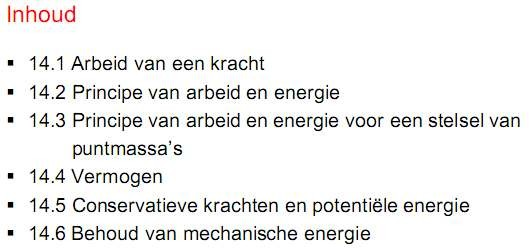 Inhoud
▪ 14.1 Arbeid van een kracht
▪ 14.2 Principe van arbeid en energie
▪ 14.3 Principe van arbeid en energie voor een stelsel van
puntmassa's
▪ 14.4 Vermogen
▪ 14.5 Conservatieve krachten en potentiële energie
▪ 14.6 Behoud van mechanische energie